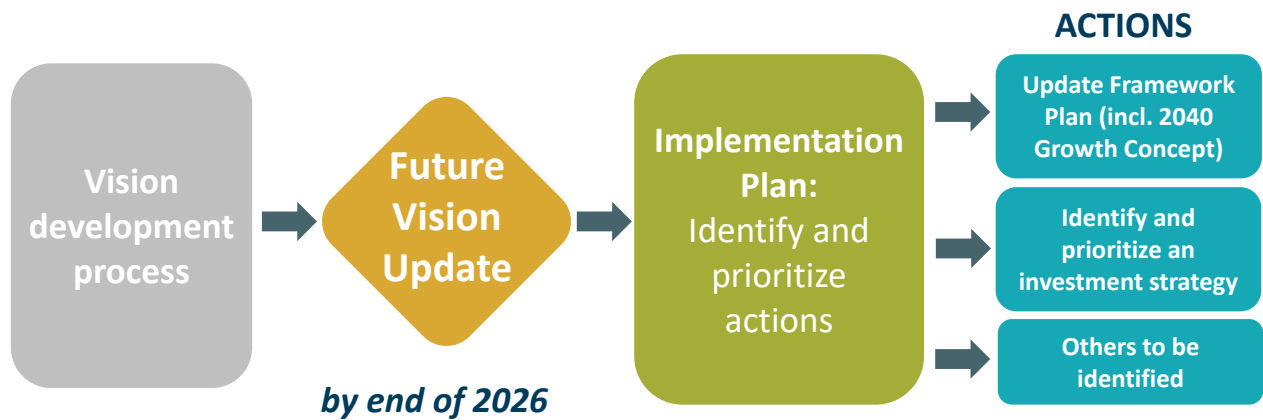 Vision
development
process
Future
Vision
Update
by end of 2026
Implementation
Plan:
Identify and
prioritize
actions
ACTIONS
Update Framework
Plan (incl. 2040
Growth Concept)
Identify and
prioritize an
investment strategy
Others to be
identified